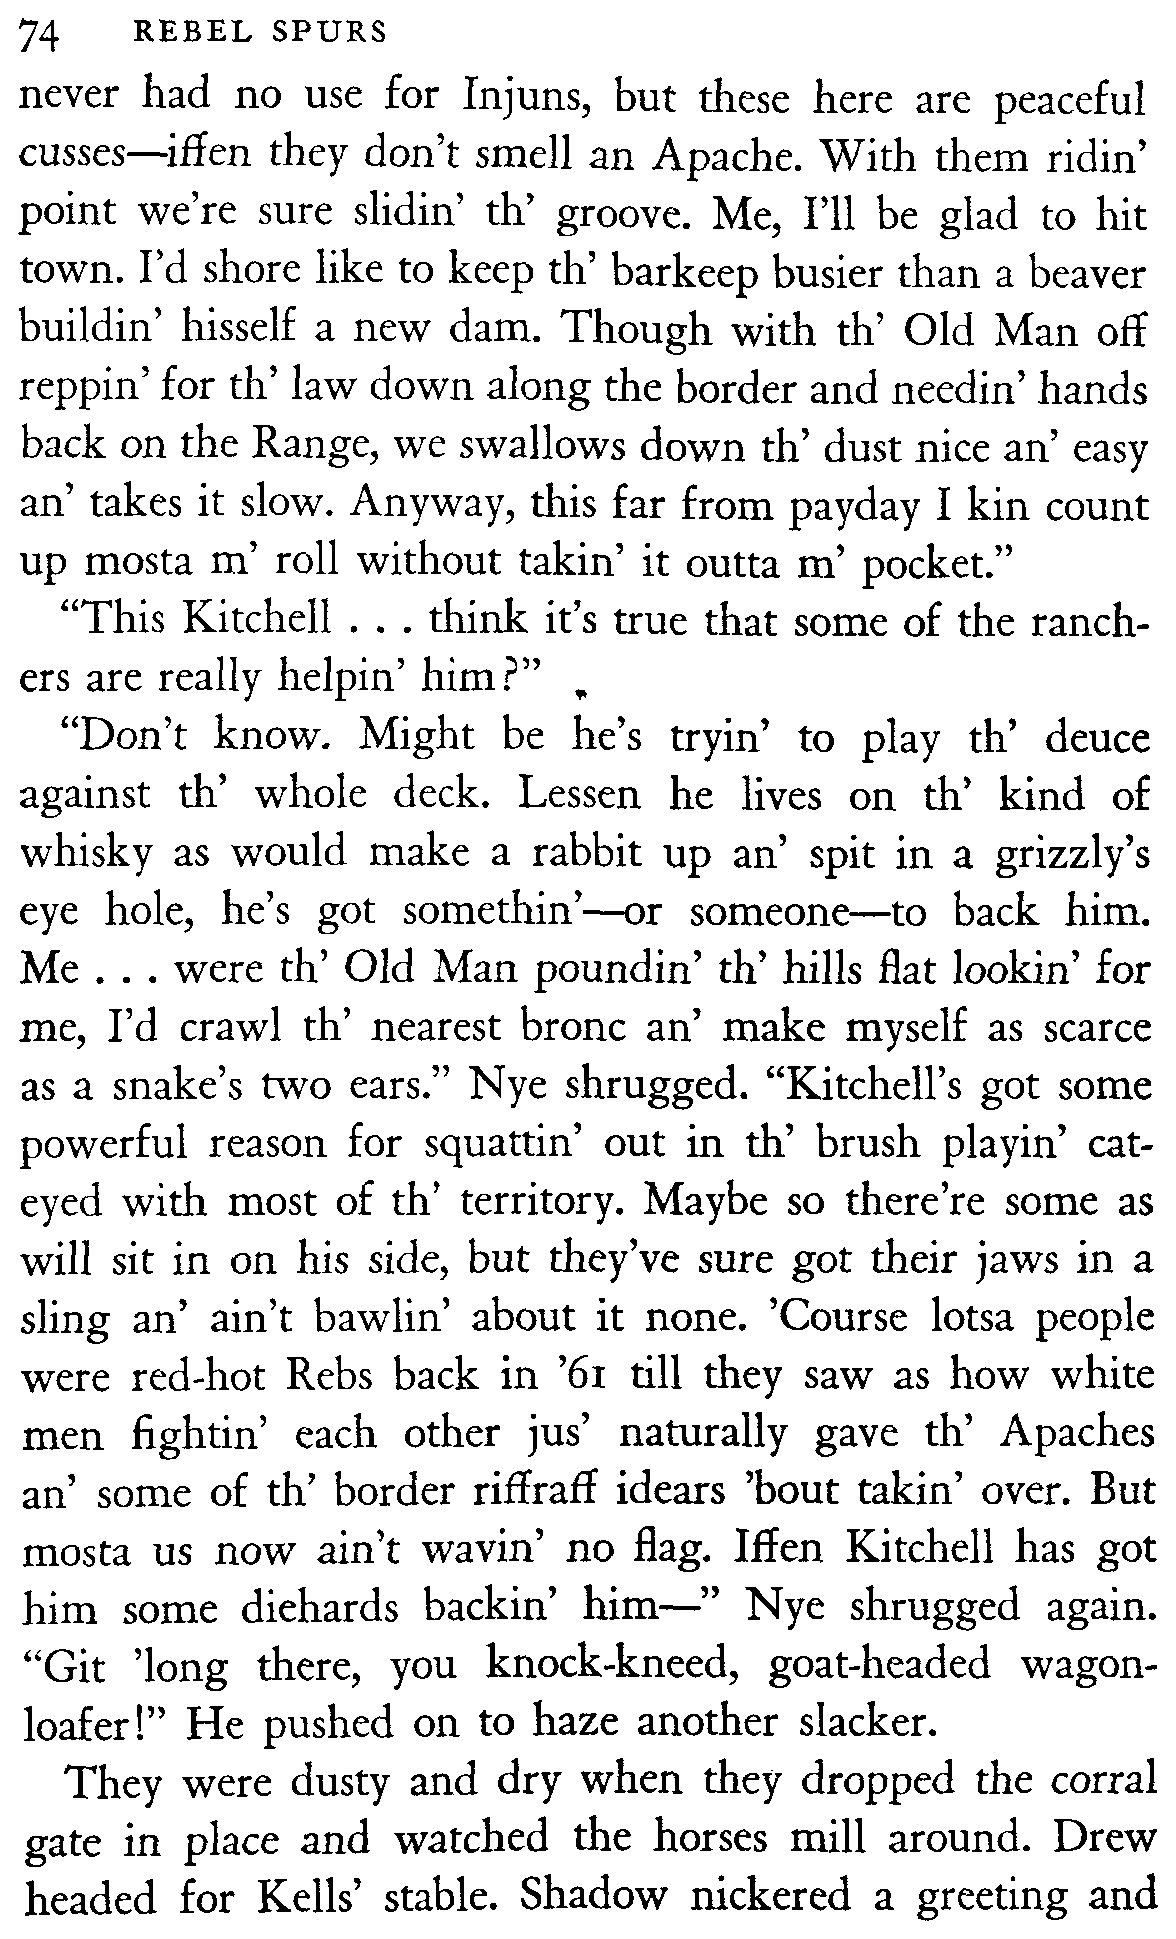 74 REBEL SPURS
never had no use for Injuns, but these here are peaceful
cusses—iffen they don't smell an Apache. With them ridin'
point we're sure slidin' th' groove. Me, I'll be glad to hit
town. I'd shore like to keep th' barkeep busier than a beaver
buildin' hisself a new dam. Though with th' Old Man off
reppin' for th' law down along the border and needin' hands
back on the Range, we swallows down th' dust nice an' easy
an' takes it slow. Anyway, this far from payday I kin count
up mosta m' roll without takin' it outta m' pocket.”
“This Kitchell . . . think it's true that some of the ranch-
ers are really helpin' him?”
“Don't know. Might be he's tryin' to play th' deuce
against th' whole deck. Lessen he lives on th' kind of
whisky as would make a rabbit up an' spit in a grizzly's
eye hole, he's got somethin'—or someone—to back him.
Me . . . were th' Old Man poundin' th' hills flat lookin' for
me, I'd crawl th' nearest bronc an' make myself as scarce
as a snake's two ears.” Nye shrugged. “Kitchell's got some
powerful reason for squattin' out in th' brush playin' cat-
eyed with most of th' territory. Maybe so there're some as
will sit in on his side, but they've sure got their jaws in a
sling an' ain't bawlin' about it none. 'Course lotsa people
were red-hot Rebs back in '61 till they saw as how white
men fightin' each other jus' naturally gave th' Apaches
an' some of th' border riffraff idears 'bout takin' over. But
mosta us now ain't wavin' no flag. Iffen Kitchell has got
him some diehards backin' him—” Nye shrugged again.
“Git 'long there, you knock-kneed, goat-headed wagon-
loafer!” He pushed on to haze another slacker.
They were dusty and dry when they dropped the corral
gate in place and watched the horses mill around. Drew
headed for Kells' stable. Shadow nickered a greeting and